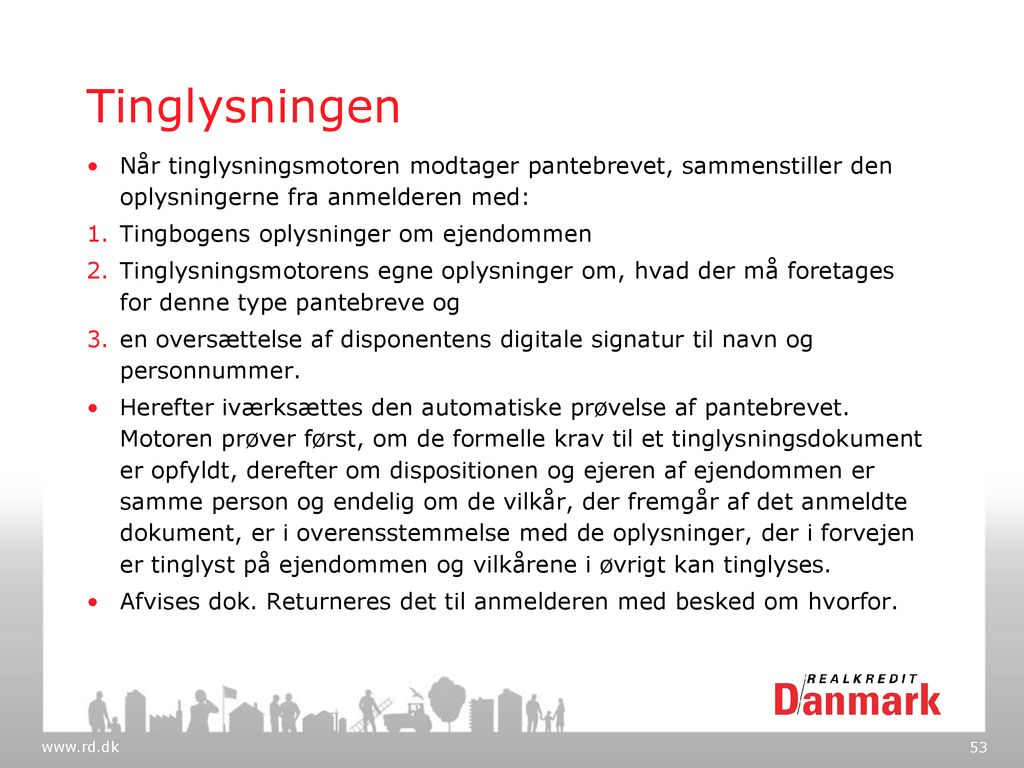 Tinglysningen
• Når tinglysningsmotoren modtager pantebrevet, sammenstiller den
oplysningerne fra anmelderen med:
1. Tingbogens oplysninger om ejendommen
2. Tinglysningsmotorens egne oplysninger om, hvad der må foretages
for denne type pantebreve og
3. en oversættelse af disponentens digitale signatur til navn og
personnummer.
• Herefter iværksættes den automatiske prøvelse af pantebrevet.
Motoren prøver først, om de formelle krav til et tinglysningsdokument
er opfyldt, derefter om dispositionen og ejeren af ejendommen er
samme person og endelig om de vilkår, der fremgår af det anmeldte
dokument, er i overensstemmelse med de oplysninger, der i forvejen
er tinglyst på ejendommen og vilkårene i øvrigt kan tinglyses.
• Afvises dok. Returneres det til anmelderen med besked om hvorfor.
REALKREDIT
Danmark
www.rd.dk
53